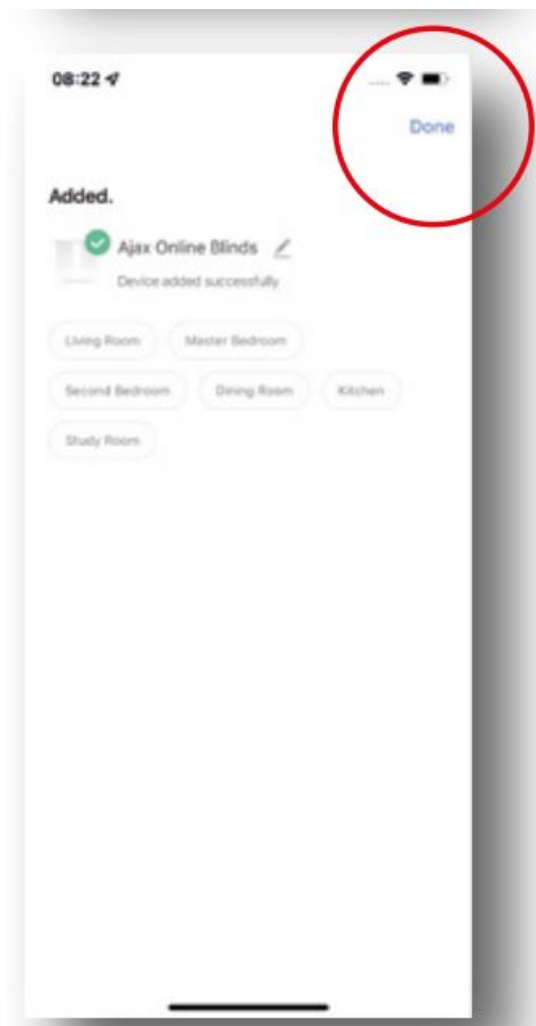 08:22
Done
Added.
Ajax Online Blinds
Device added successfully
Living Room Master Bedroom
Second Bedroom Dining Room Kitchen
Study Room